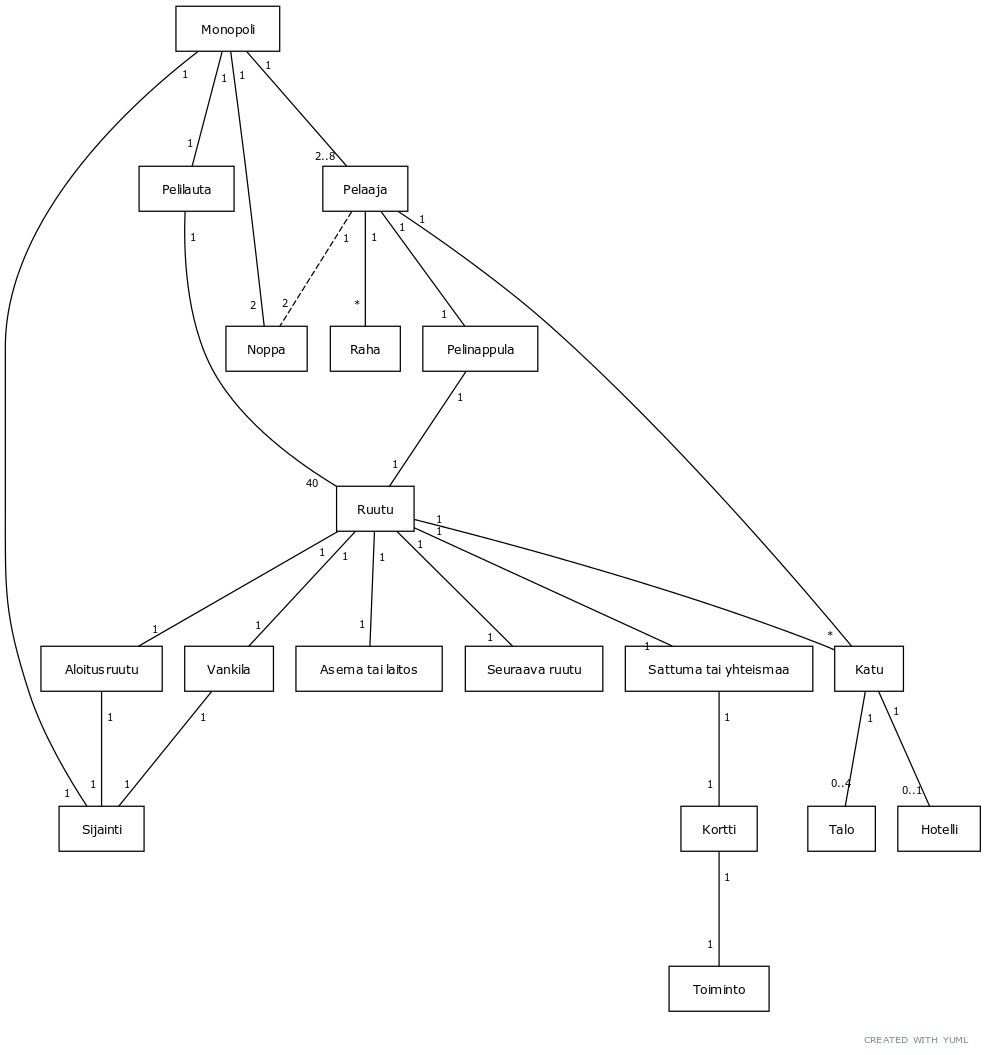 Monopoli
1
1
1
1
1
2..8
Pelilauta
Pelaaja
1
1
1
1
1
2
2
*
1
Noppa
Raha
Pelinappula
1
1
40
Ruutu
1
1
1
1
1
1
1
1
1
1
1
*
Aloitusruutu
Vankila
Asema tai laitos
Seuraava ruutu
Sattuma tai yhteismaa
Katu
1
1
1
1
1
1
1
1
1
0..4
0..1
Sijainti
Kortti
Talo
Hotelli
1
1
Toiminto
CREATED WITH YUML